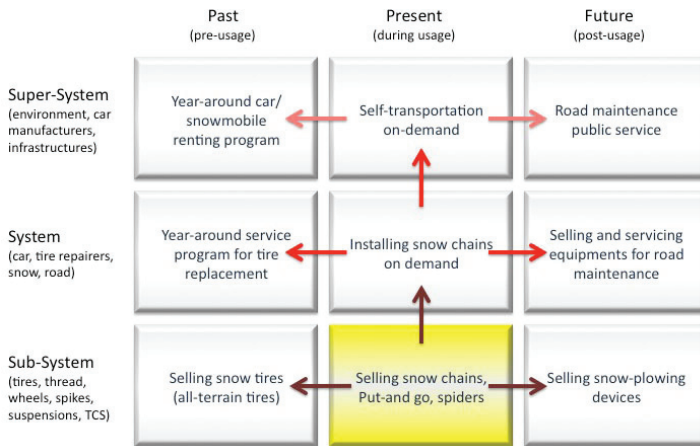 Past
(pre-usage)
Present
(during usage)
Future
(post-usage)
Super-System
(environment, car
manufacturers,
infrastructures)
Year-around car/
snowmobile
renting program
Self-transportation
on-demand
Road maintenance
public service
System
(car, tire repairers,
snow, road)
Year-around service
program for tire
replacement
Installing snow chains
on demand
Selling and servicing
equipments for road
maintenance
Sub-System
(tires, thread,
wheels, spikes,
suspensions, TCS)
Selling snow tires
(all-terrain tires)
Selling snow chains,
Put-and go, spiders
Selling snow-plowing
devices